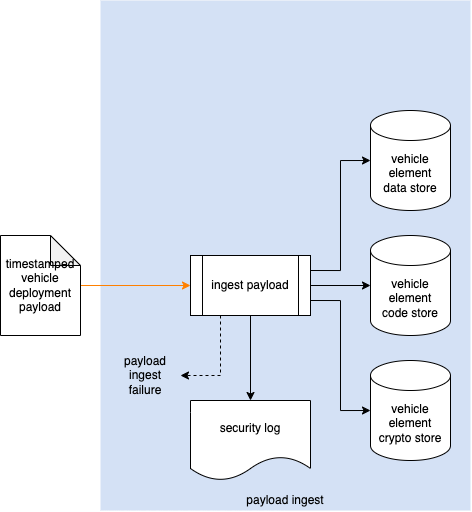 vehicle
element
data store
timestamped
vehicle
deployment
payload
ingest payload
vehicle
element
code store
payload
ingest
failure
security log
vehicle
element
crypto store
payload ingest